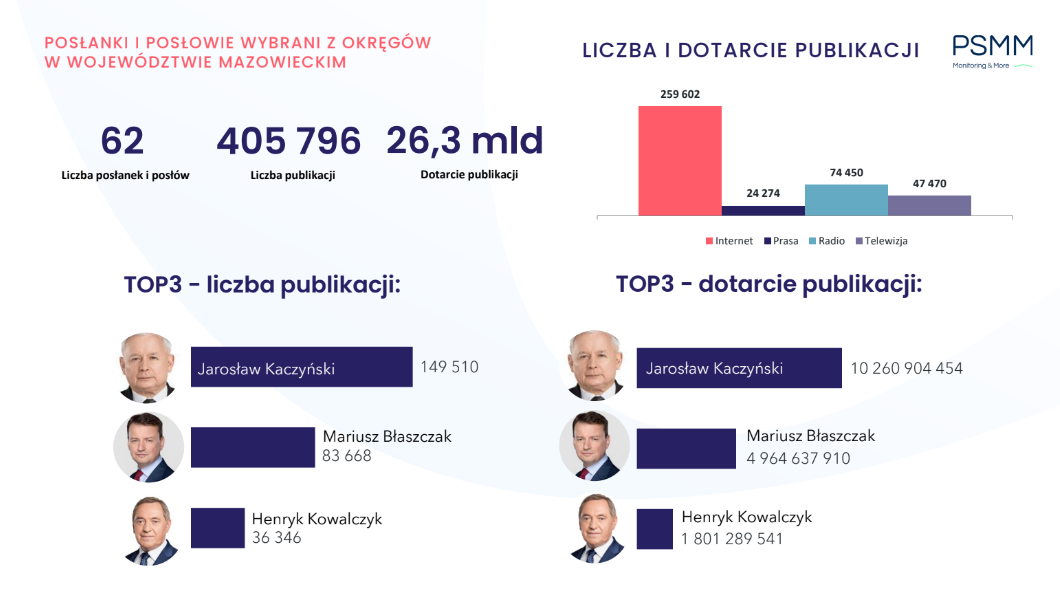 POSŁANKI I POSŁOWIE WYBRANI Z OKRĘGÓW
W WOJEWÓDZTWIE MAZOWIECKIM
62
Liczba posłanek i posłów
405 796
Liczba publikacji
26,3 mld
Dotarcie publikacji
LICZBA I DOTARCIE PUBLIKACJI
PSMM
Monitoring & More
259 602
24 274
74 450
47 470
Internet Prasa Radio Telewizja
TOP3 – liczba publikacji:
Jarosław Kaczyński 149 510
Mariusz Błaszczak
83 668
Henryk Kowalczyk
36 346
TOP3 – dotarcie publikacji:
Jarosław Kaczyński 10 260 904 454
Mariusz Błaszczak
4 964 637 910
Henryk Kowalczyk
1 801 289 541